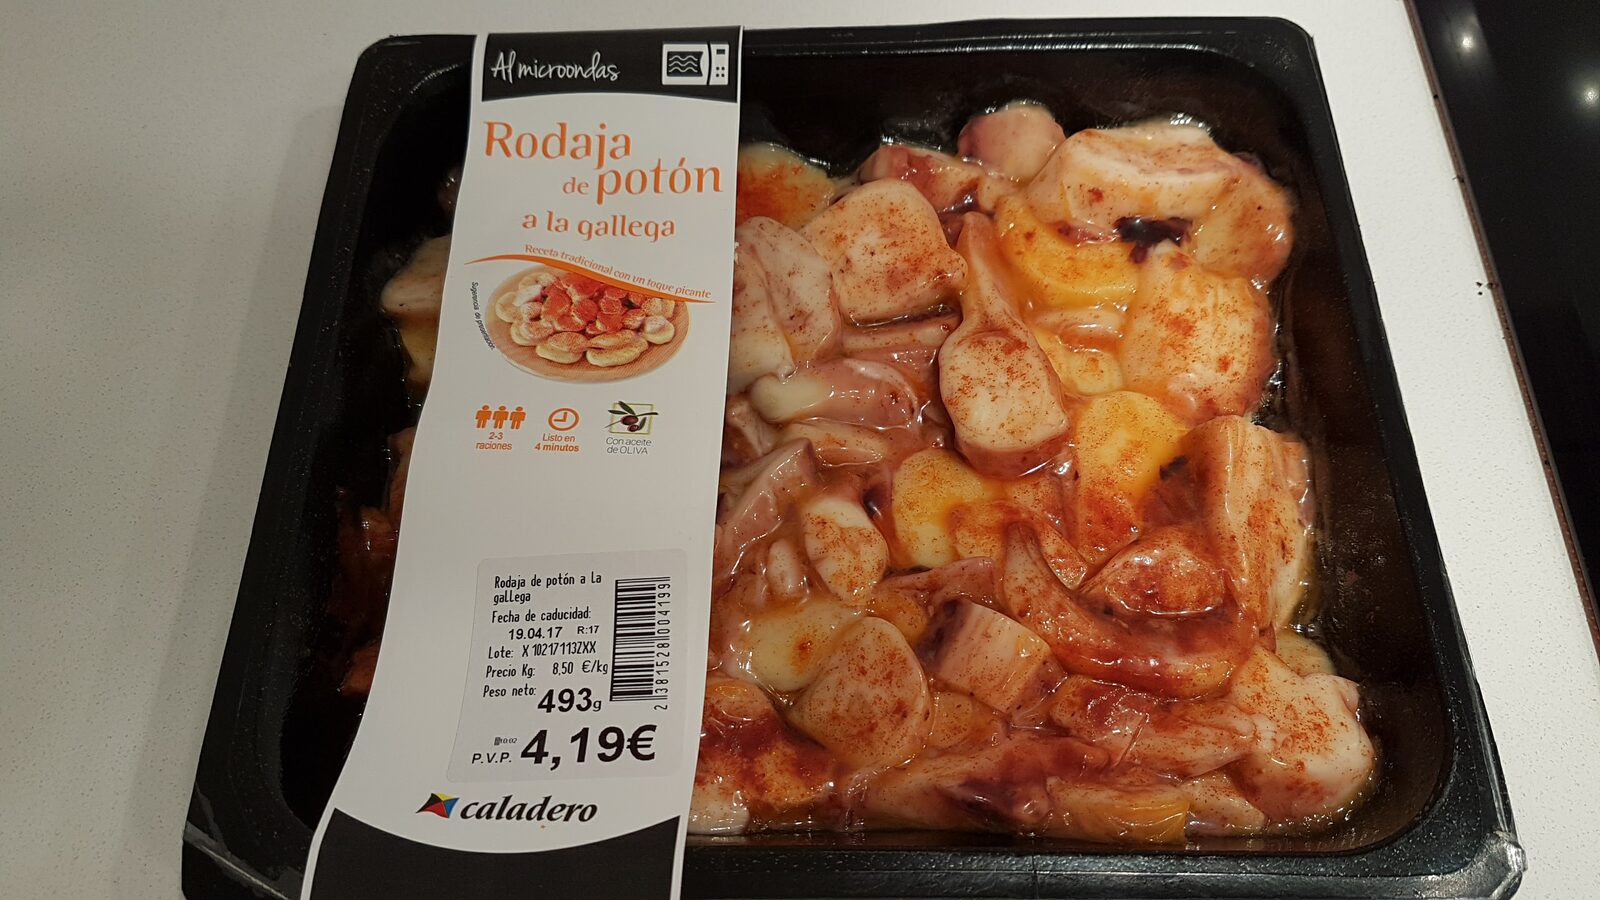 Al microondas
Rodaja
de potón
a la gallega
Receta tradicional con un toque picante
Sugerencia de presentación
2-3
raciones
Listo en
4 minutos
Con aceite
de OLIVA
Rodaja de potón a La
gaLLega
Fecha de caducidad:
19.04.17 R:17
Lote: X 10217113ZXX
Precio Kg: 8,50 €/kg
Peso neto:
493g
P.V.P. 4,19€
2381528004199
caladero